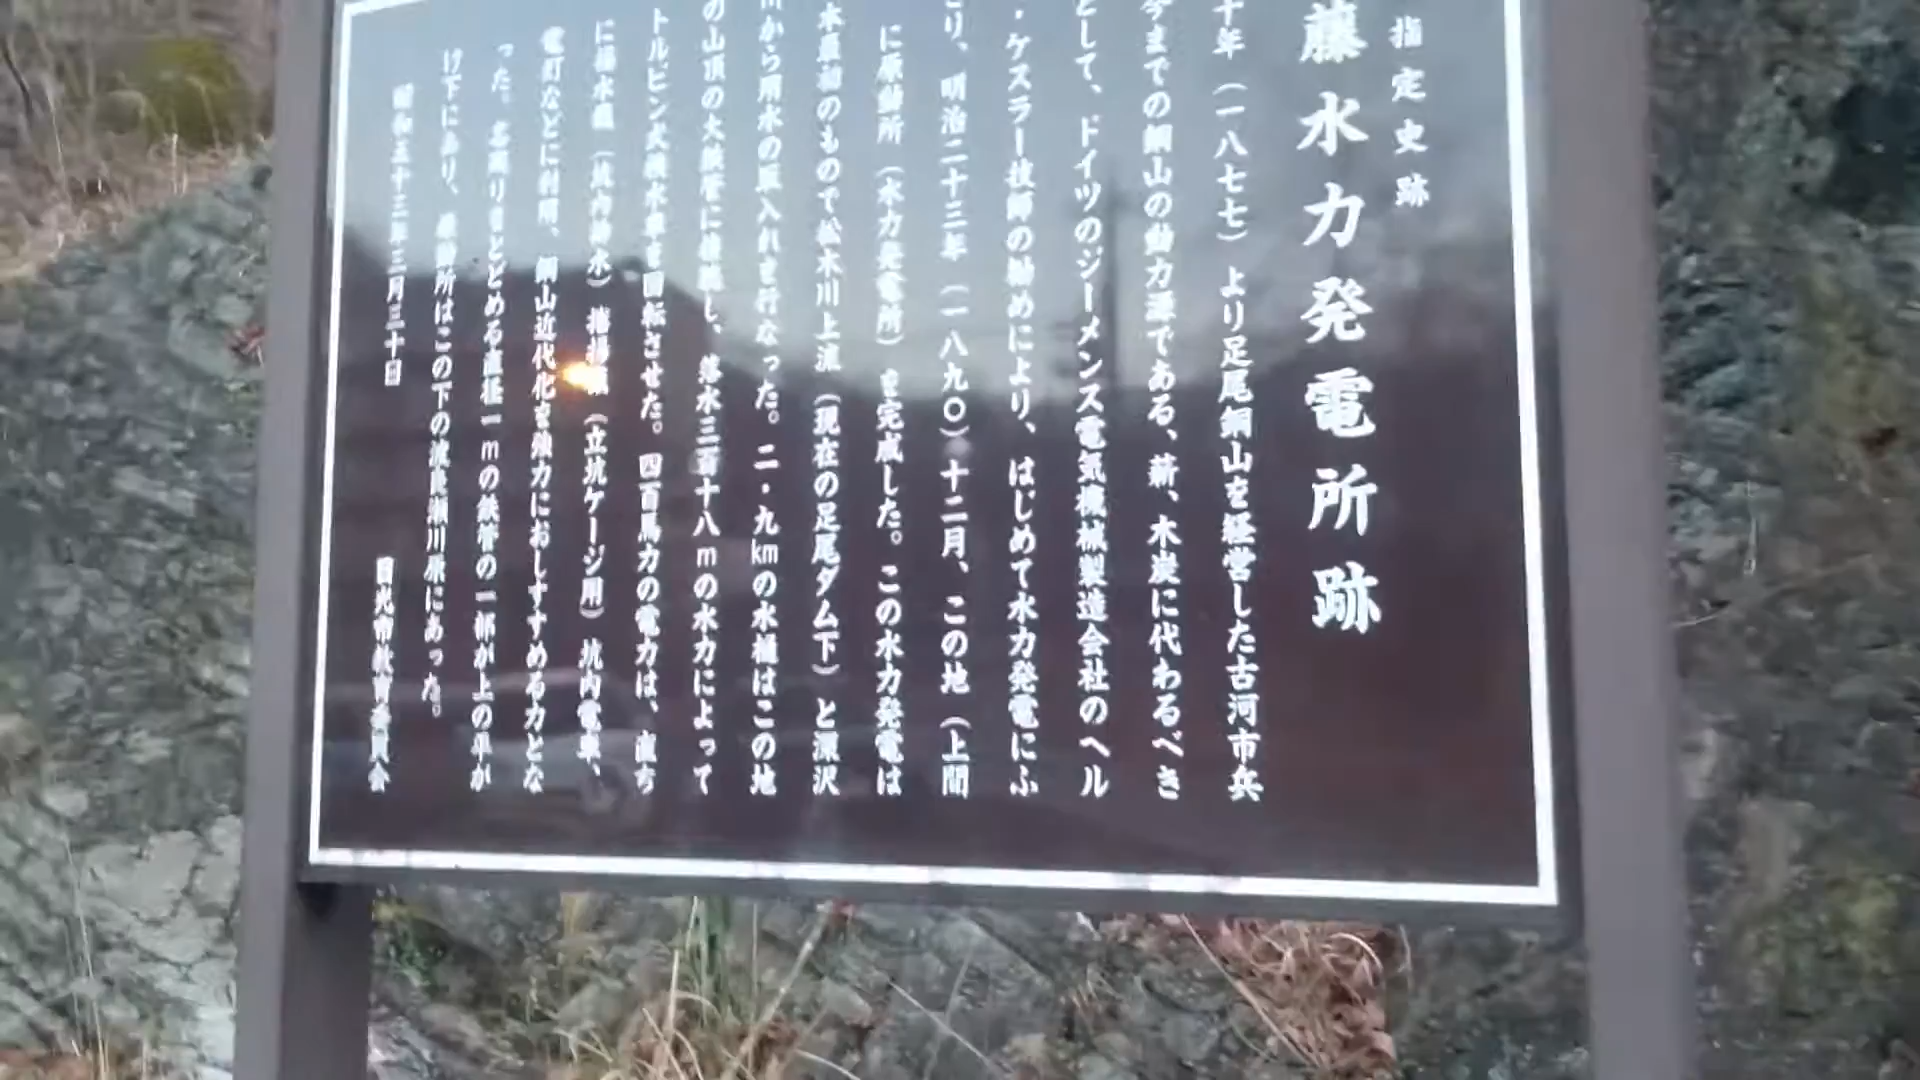 指定史跡
藤水力発電所跡
十年（一八七七）より足尾銅山を経営した古河市兵
今までの銅山の動力源である、薪、木炭に代わるべき
として、ドイツのジーメンス電気機械製造会社のヘル
・ケスラー技師の勧めにより、はじめて水力発電にふ
り、明治二十三年（一八九〇）十二月、この地（上間
に原動所（水力発電所）を完成した。この水力発電は
本最初のもので松木川上流（現在の足尾ダム下）と深沢
川から用水の取入れを行なった。二・九㎞の水樋はこの地
の山頂の大鉄管に接続し、落水三百十八mの水力によって
トルビン式横水車を回転させた。四百馬力の電力は、直ち
に揚水機（坑内排水）捲揚機（立坑ケージ用）坑内電車、
電灯などに利用、銅山近代化を強力におしすすめる力とな
った。名残りをとどめる直径一mの鉄管の一部が上の平が
け下にあり、原動所はこの下の渡良瀬川原にあった。
昭和五十三年三月三十日
日光市教育委員会